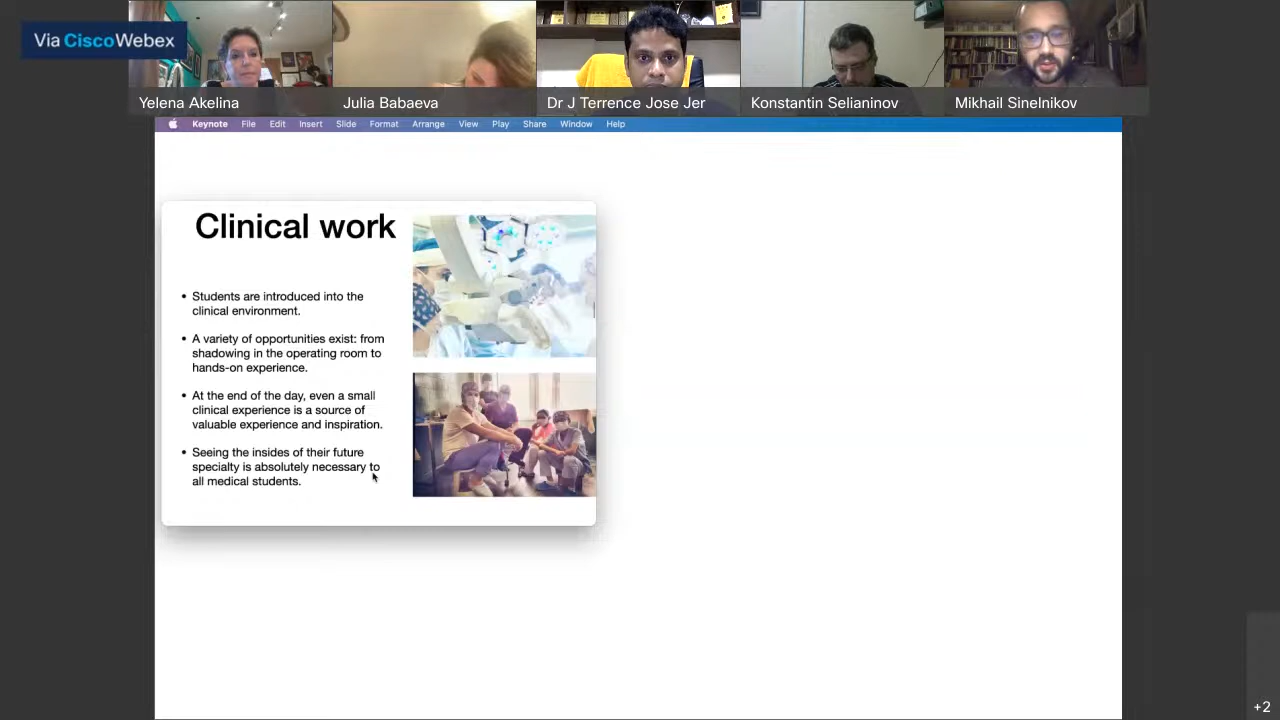 Via CiscoWebex
Yelena Akelina
Julia Babaeva
Dr J Terrence Jose Jer
Konstantin Selianinov
Mikhail Sinelnikov
Keynote File Edit Insert Slide Format Arrange View Play Share Window Help
Clinical work
• Students are introduced into the
clinical environment.
• A variety of opportunities exist: from
shadowing in the operating room to
hands-on experience.
• At the end of the day, even a small
clinical experience is a source of
valuable experience and inspiration.
• Seeing the insides of their future
specialty is absolutely necessary to
all medical students.
+2